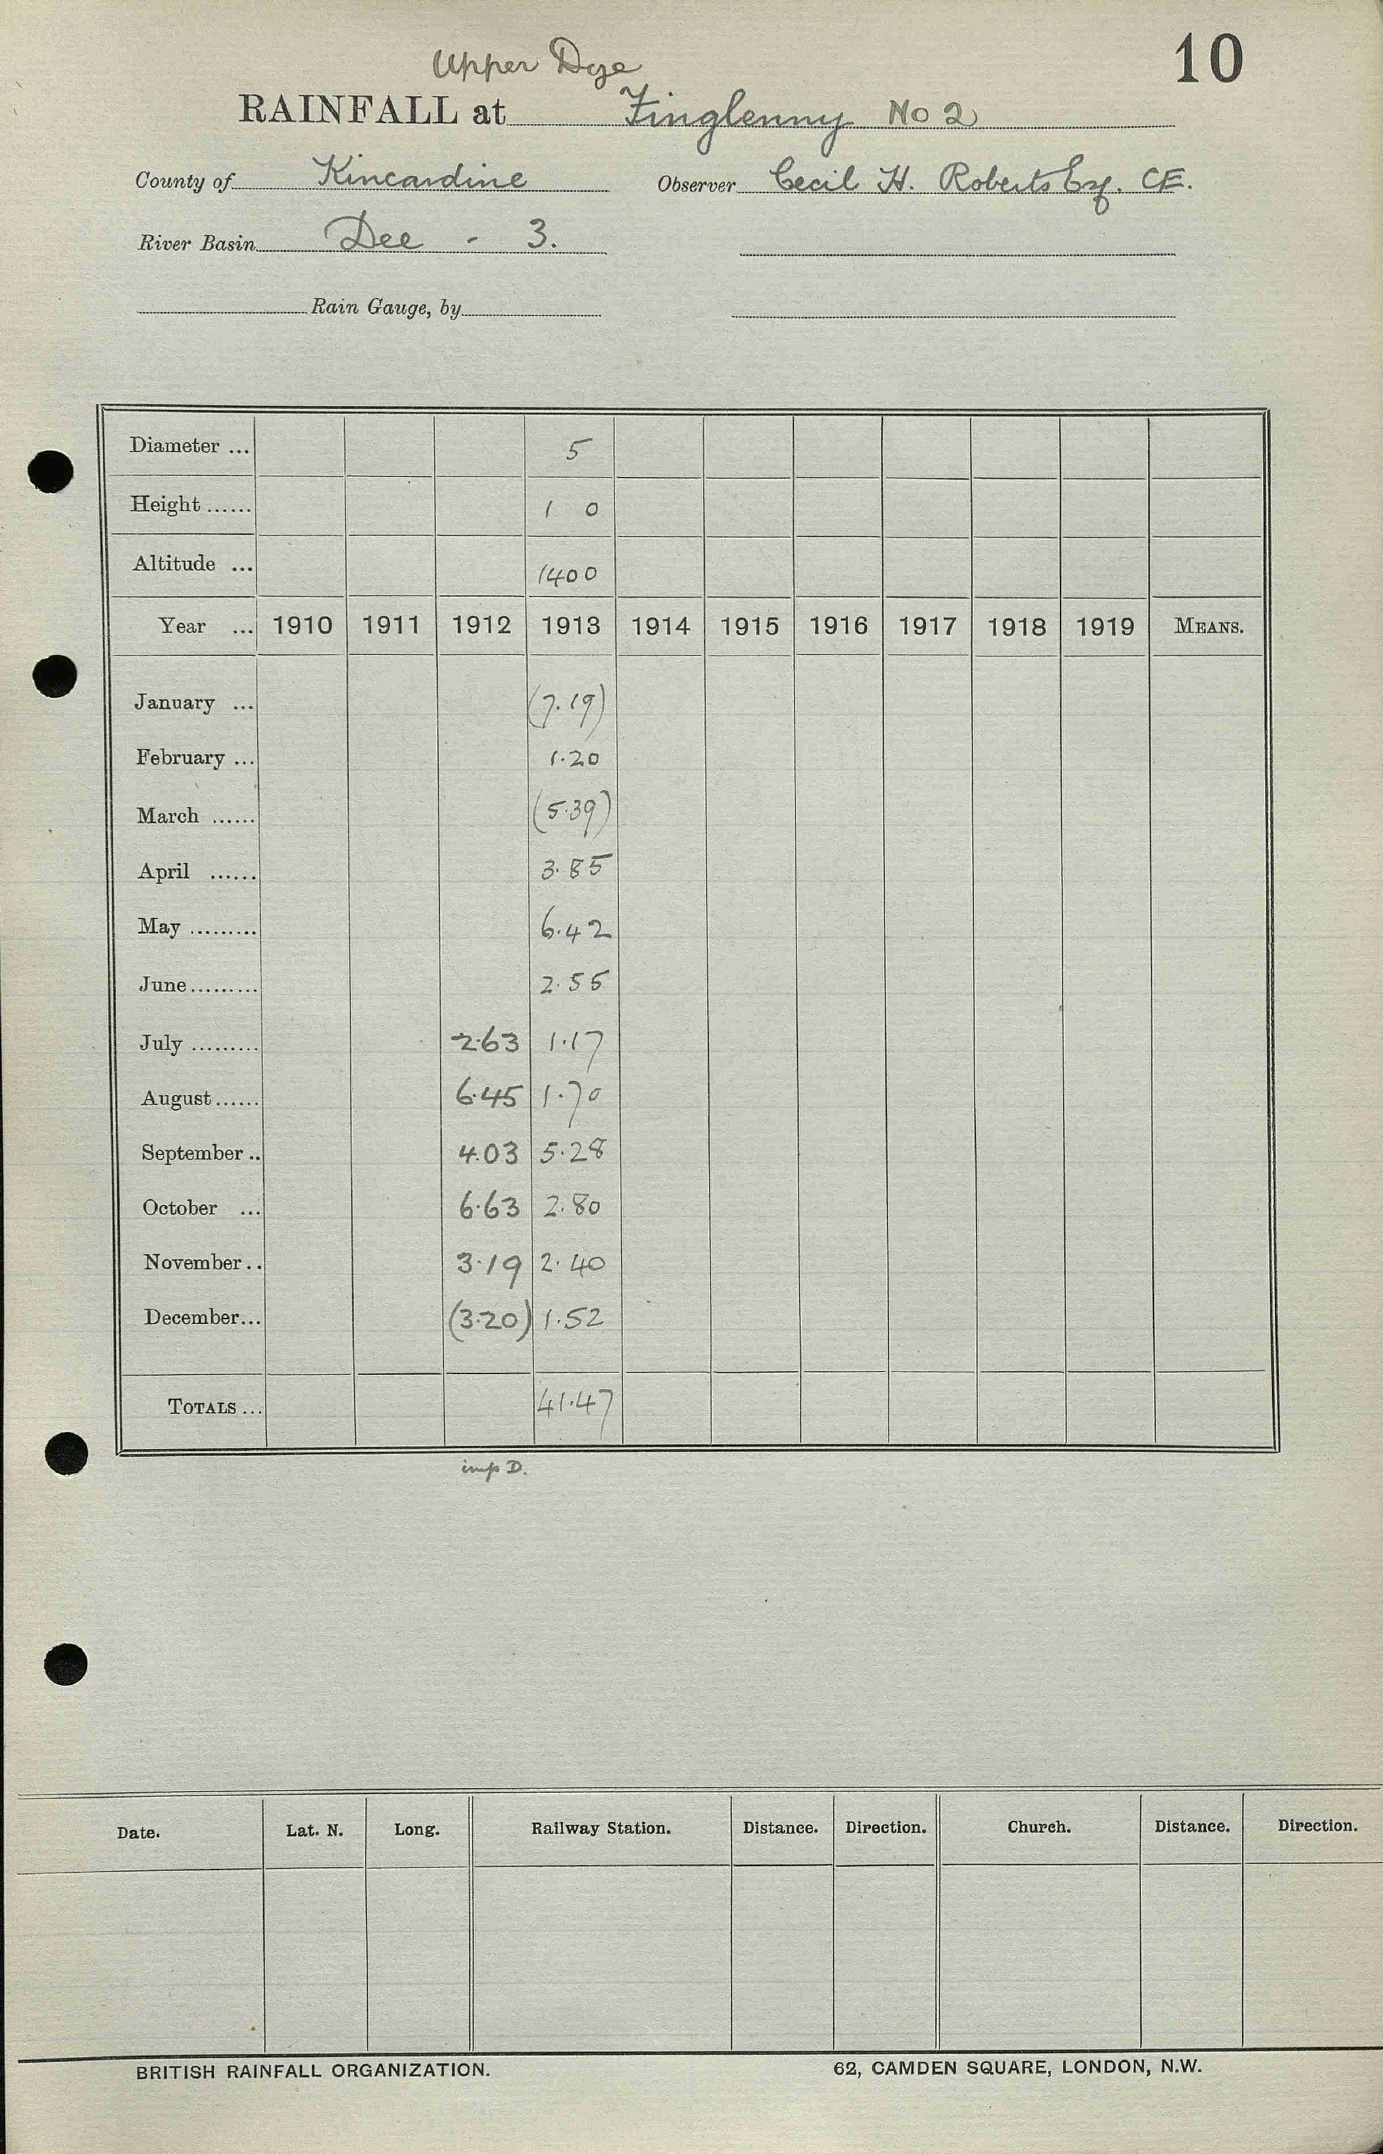 10
Upper Dye
RAINFALL at Finglenny No 2
County of Kincardine Observer Cecil H. Roberts Esq. CE.
River Basin Dee - 3.
Rain Gauge, by
Diameter ... 5
Height ...... 1 0
Altitude ... 1400
Year ... 1910 1911 1912 1913 1914 1915 1916 1917 1918 1919 MEANS.
January ... (7.19)
February ... 1.20
March ...... (5.39)
April ...... 3.85
May ......... 6.42
June ......... 2.55
July ......... 2.63 1.17
August ...... 6.45 1.70
September .. 4.03 5.28
October ... 6.63 2.80
November .. 3.19 2.40
December ... (3.20) 1.52
TOTALS ... 41.47
imp D.
Date. Lat. N. Long. Railway Station. Distance. Direction. Church. Distance. Direction.
BRITISH RAINFALL ORGANIZATION. 62, CAMDEN SQUARE, LONDON, N.W.